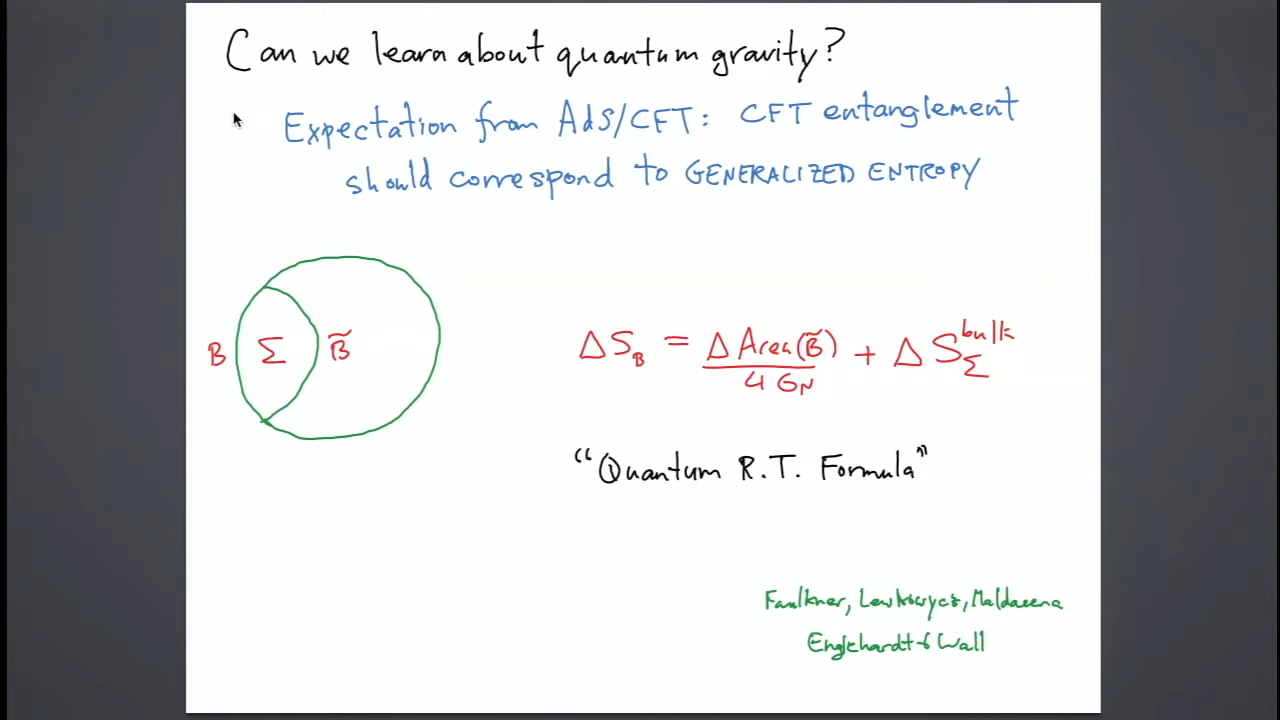 Can we learn about quantum gravity?
Expectation from AdS/CFT: CFT entanglement
should correspond to GENERALIZED ENTROPY
B Σ B̃
ΔS_B = ΔArea(B̃)/4G_N + ΔS_Σ^bulk
"Quantum R.T. Formula"
Faulkner, Lewkowycz, Maldacena
Englehardt & Wall